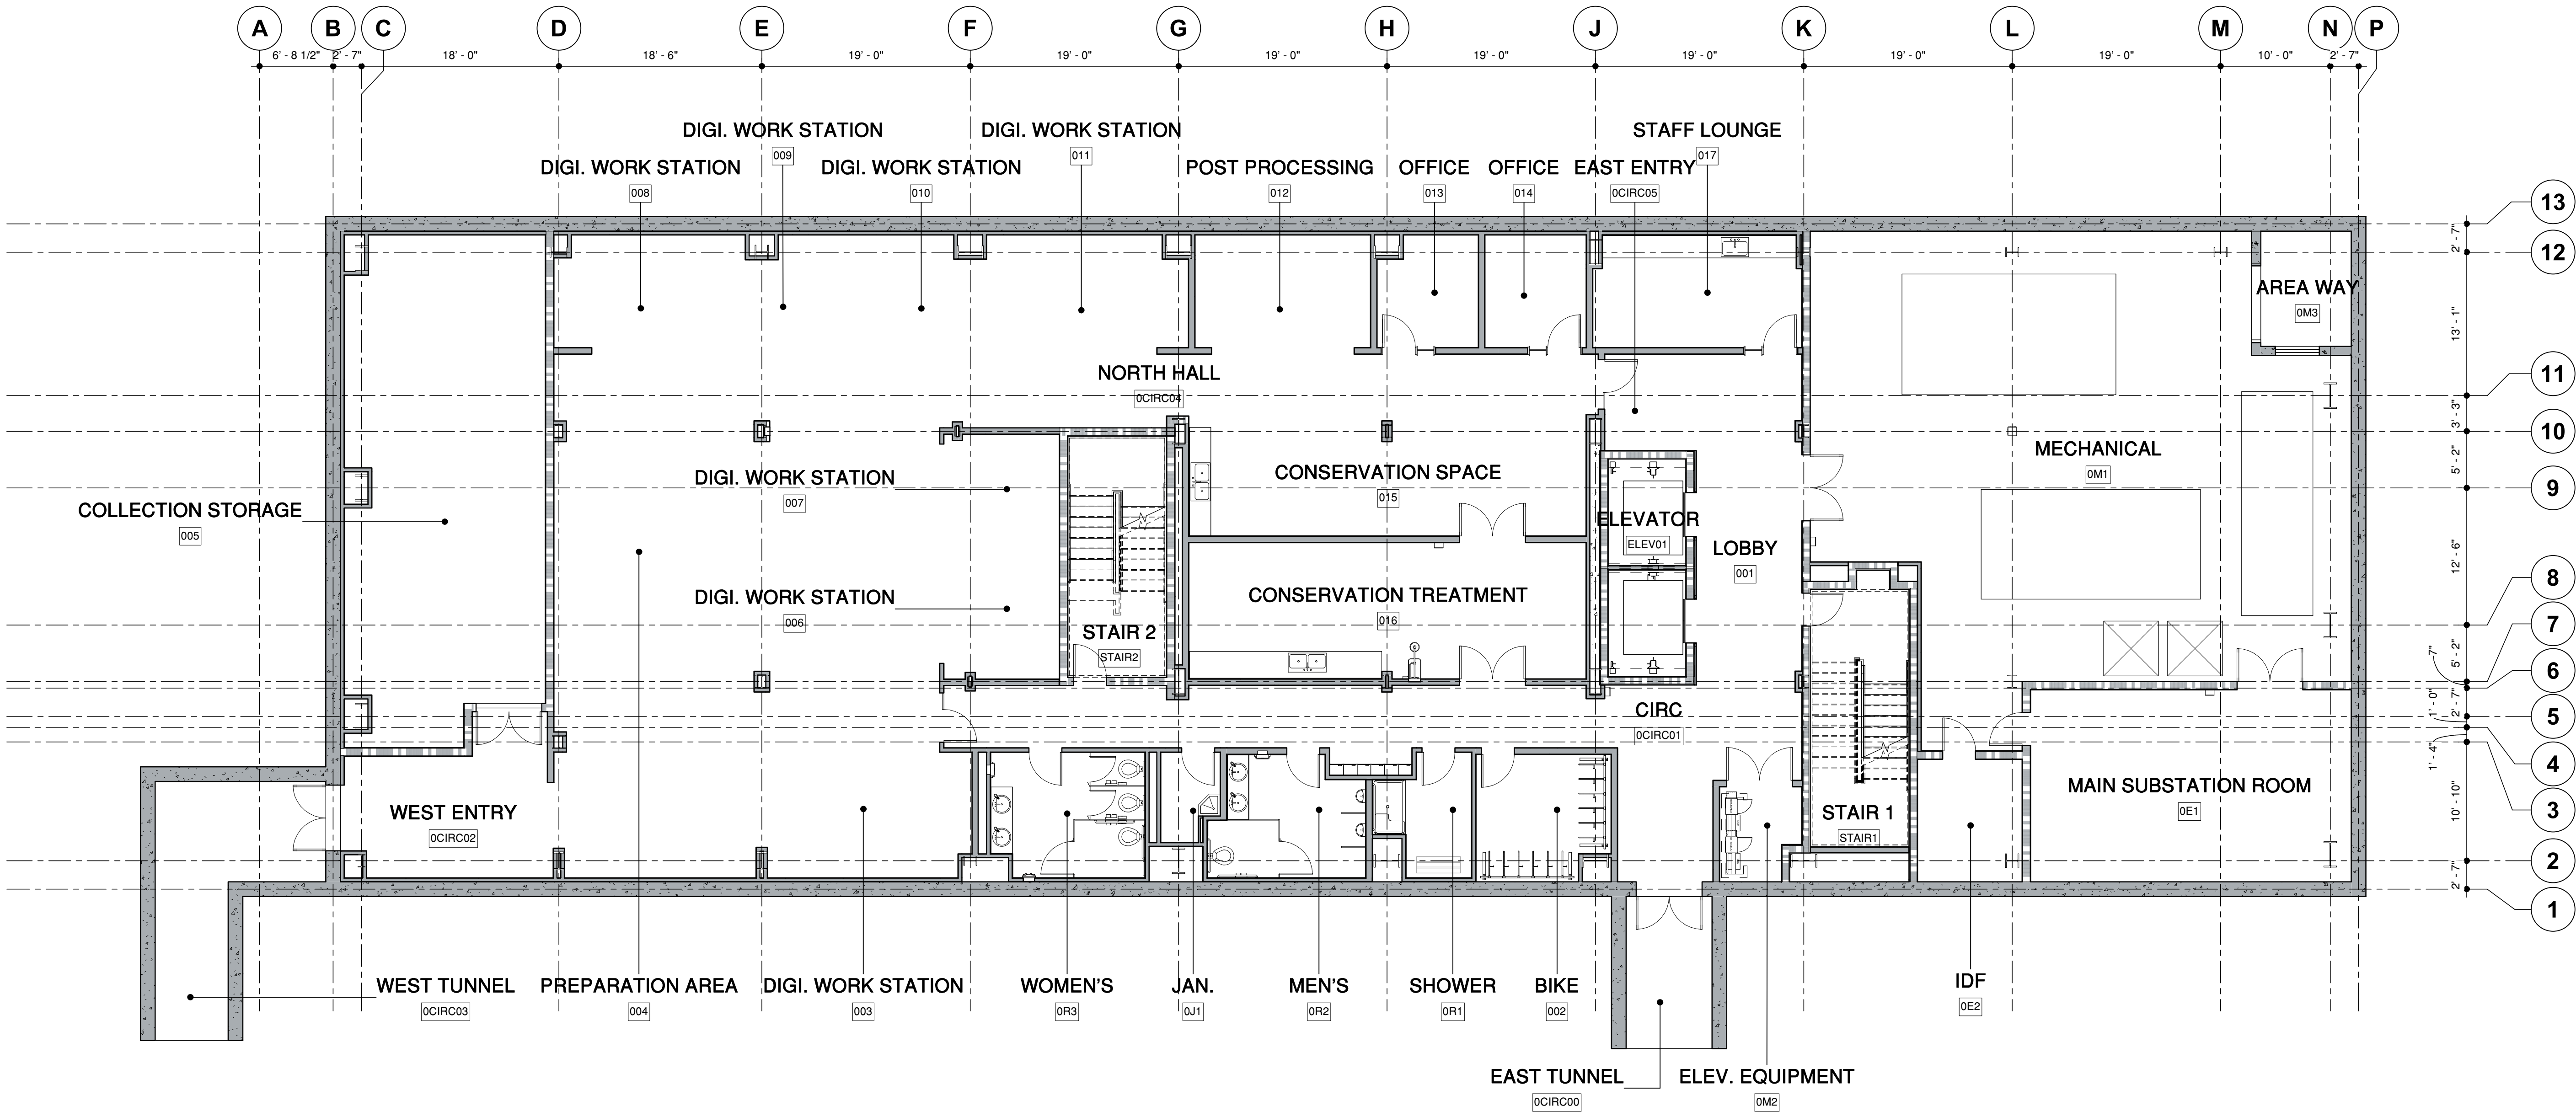 A B C D E F G H J K L M N P
6' - 8 1/2" 2' - 7" 18' - 0" 18' - 6" 19' - 0" 19' - 0" 19' - 0" 19' - 0" 19' - 0" 19' - 0" 19' - 0" 10' - 0" 2' - 7"
DIGI. WORK STATION
009
DIGI. WORK STATION
011
STAFF LOUNGE
017
DIGI. WORK STATION
008
DIGI. WORK STATION
010
POST PROCESSING
012
OFFICE
013
OFFICE
014
EAST ENTRY
0CIRC05
13
2' - 7"
12
AREA WAY
0M3
13' - 1"
NORTH HALL
0CIRC04
11
3' - 3"
10
MECHANICAL
0M1
5' - 2"
DIGI. WORK STATION
007
CONSERVATION SPACE
015
9
COLLECTION STORAGE
005
ELEVATOR
ELEV01
LOBBY
001
12' - 6"
8
DIGI. WORK STATION
006
CONSERVATION TREATMENT
016
7
STAIR 2
STAIR2
7"
5' - 2"
6
CIRC
0CIRC01
1' - 0"
2' - 7"
5
1' - 4"
4
MAIN SUBSTATION ROOM
0E1
WEST ENTRY
0CIRC02
STAIR 1
STAIR1
10' - 10"
3
2
2' - 7"
1
WEST TUNNEL
0CIRC03
PREPARATION AREA
004
DIGI. WORK STATION
003
WOMEN'S
0R3
JAN.
0J1
MEN'S
0R2
SHOWER
0R1
BIKE
002
IDF
0E2
EAST TUNNEL
0CIRC00
ELEV. EQUIPMENT
0M2